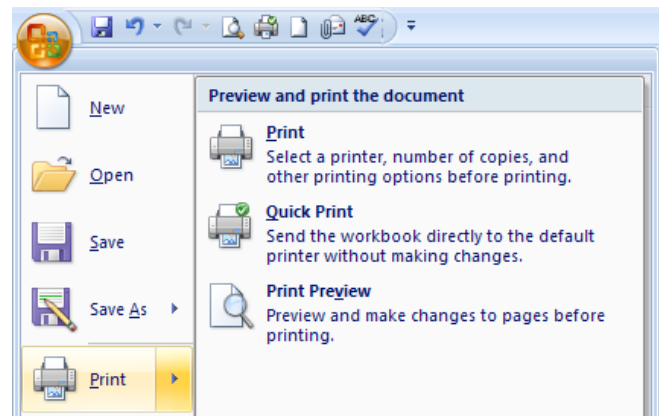 ABC
New
Open
Save
Save As
Print
Preview and print the document
Print
Select a printer, number of copies, and
other printing options before printing.
Quick Print
Send the workbook directly to the default
printer without making changes.
Print Preview
Preview and make changes to pages before
printing.